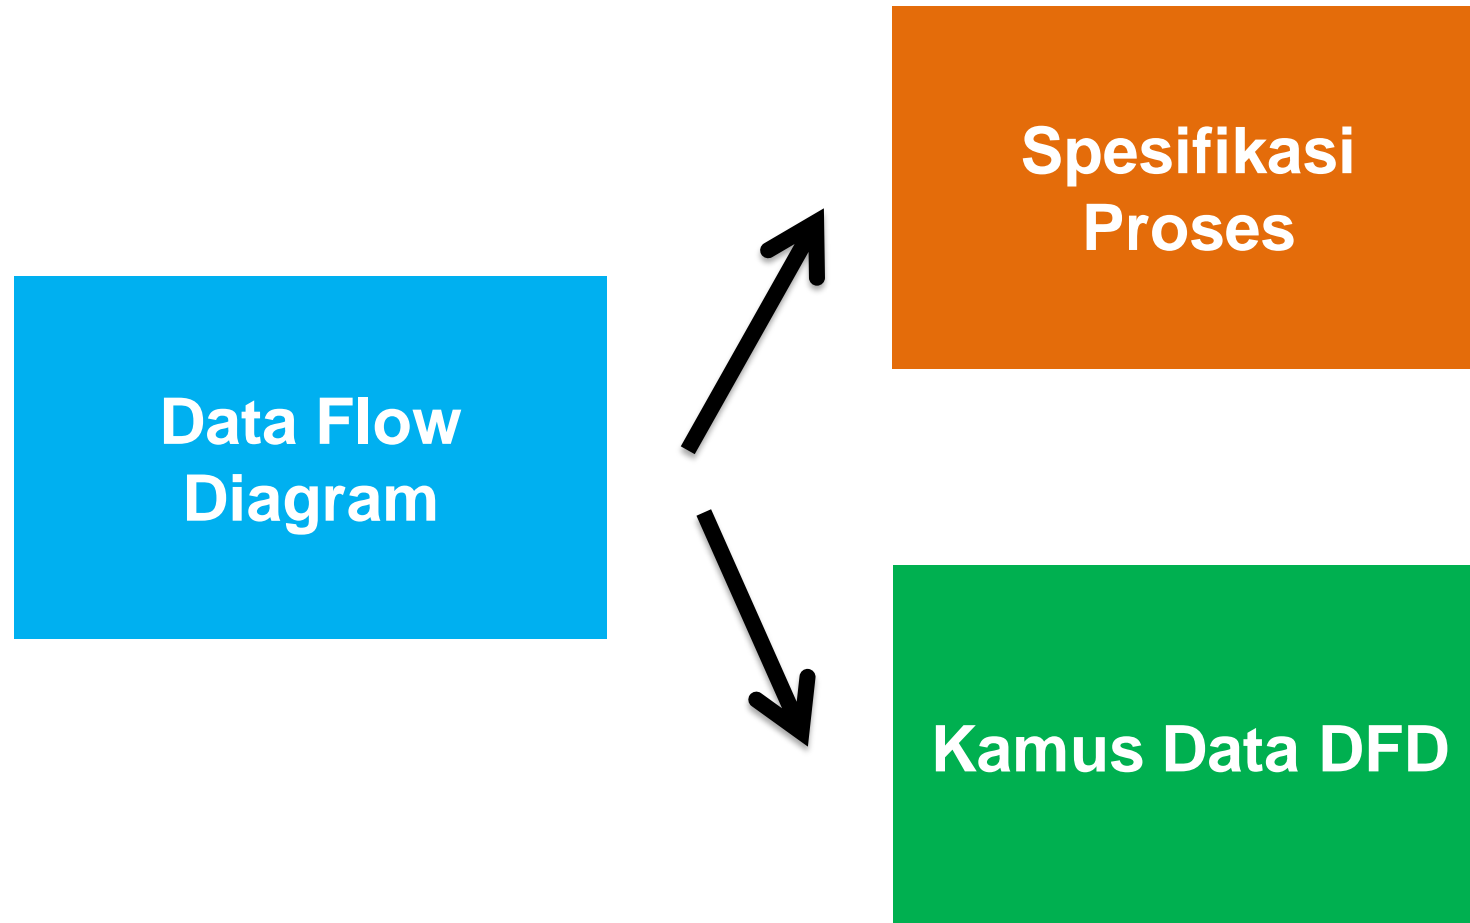 Data Flow
Diagram
Spesifikasi
Proses
Kamus Data DFD